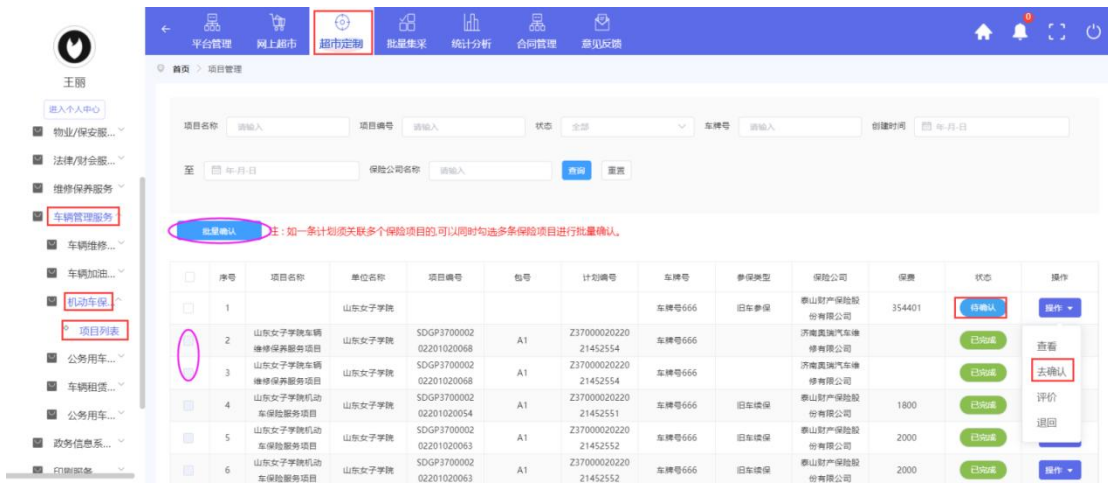 平台管理 网上超市 超市定制 批量集采 统计分析 合同管理 意见反馈
0
王丽
进入个人中心
物业/保安服...
法律/财会服...
维修保养服务
车辆管理服务
车辆维修...
车辆加油...
机动车保...
项目列表
公务用车...
车辆租赁...
公务用车...
政务信息系...
印刷服务
首页 > 项目管理
项目名称 请输入 项目编号 请输入 状态 全部 车牌号 请输入 创建时间 年-月-日
至 年-月-日 保险公司名称 请输入 查询 重置
批量确认 注：如一条计划须关联多个保险项目的,可以同时勾选多条保险项目进行批量确认。
序号 项目名称 单位名称 项目编号 包号 计划编号 车牌号 参保类型 保险公司 保费 状态 操作
1 山东女子学院 车牌号666 旧车参保 泰山财产保险股 354401 待确认 操作
份有限公司
2 山东女子学院车辆 山东女子学院 SDGP3700002 A1 Z37000020220 车牌号666 济南奥瑞汽车维 已完成
维修保养服务项目 02201020068 21452554 修有限公司
3 山东女子学院车辆 山东女子学院 SDGP3700002 A1 Z37000020220 车牌号666 济南奥瑞汽车维 已完成
维修保养服务项目 02201020068 21452554 修有限公司
4 山东女子学院机动 山东女子学院 SDGP3700002 A1 Z37000020220 车牌号666 旧车续保 泰山财产保险股 1800 已完成
车保险服务项目 02201020054 21452551 份有限公司
5 山东女子学院机动 山东女子学院 SDGP3700002 A1 Z37000020220 车牌号666 旧车续保 泰山财产保险股 2000 已完成
车保险服务项目 02201020063 21452552 份有限公司
6 山东女子学院机动 山东女子学院 SDGP3700002 A1 Z37000020220 车牌号666 旧车续保 泰山财产保险股 2000 已完成 操作
车保险服务项目 02201020063 21452552 份有限公司
查看
去确认
评价
退回